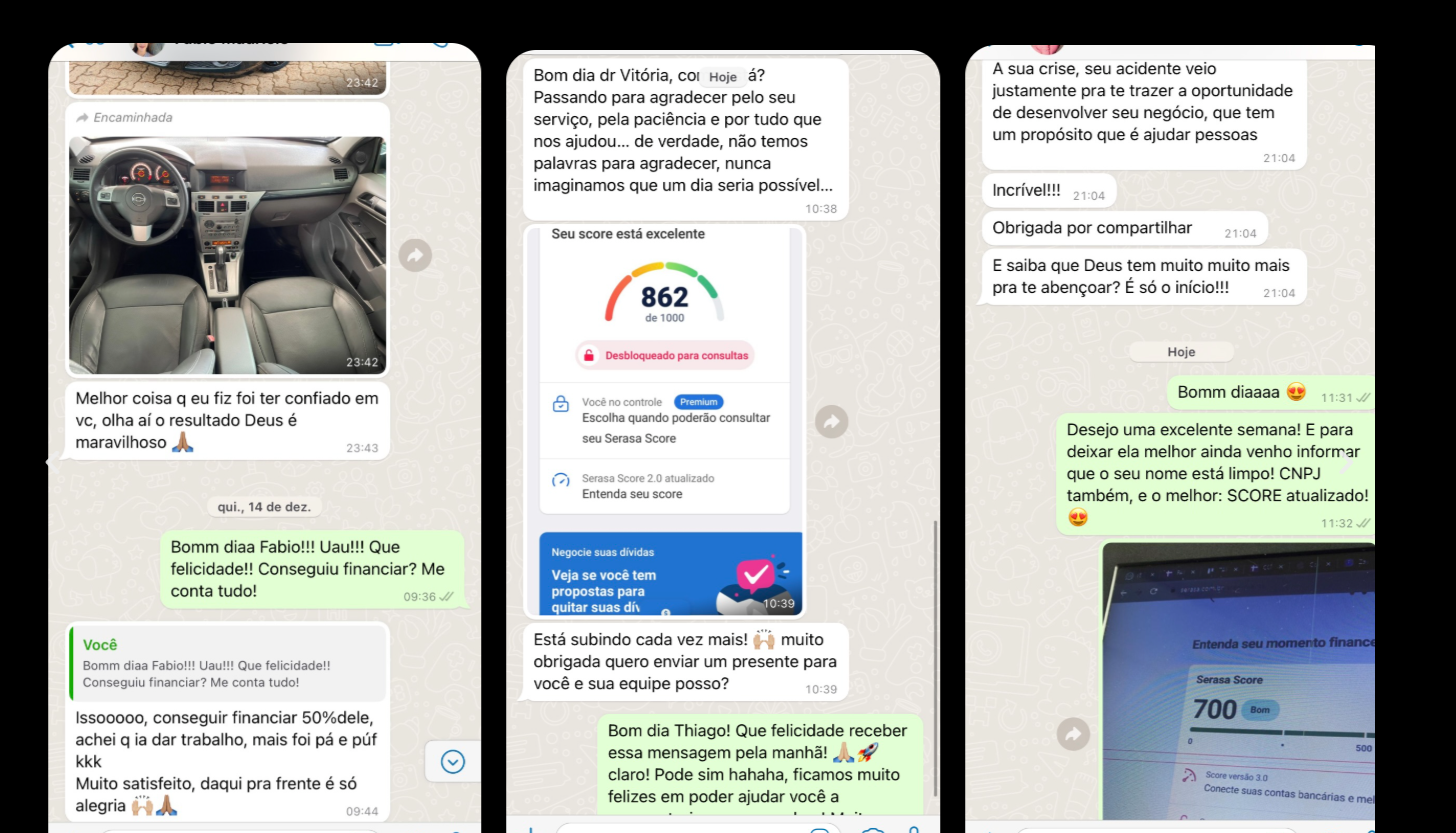 23:42
Encaminhada
23:42
Melhor coisa q eu fiz foi ter confiado em
vc, olha aí o resultado Deus é
maravilhoso 🙏🏽
23:43
qui., 14 de dez.
Bomm diaa Fabio!!! Uau!!! Que
felicidade!! Conseguiu financiar? Me
conta tudo!
09:36
Você
Bomm diaa Fabio!!! Uau!!! Que felicidade!!
Conseguiu financiar? Me conta tudo!
Issooooo, conseguir financiar 50%dele,
achei q ia dar trabalho, mais foi pá e púf
kkk
Muito satisfeito, daqui pra frente é só
alegria 🙌🏼🙏🏽
09:44
Bom dia dr Vitória, á?
Hoje
Passando para agradecer pelo seu
serviço, pela paciência e por tudo que
nos ajudou... de verdade, não temos
palavras para agradecer, nunca
imaginamos que um dia seria possível...
10:38
Seu score está excelente
862
de 1000
Desbloqueado para consultas
Você no controle Premium
Escolha quando poderão consultar
seu Serasa Score
Serasa Score 2.0 atualizado
Entenda seu score
Negocie suas dívidas
Veja se você tem
propostas para
quitar suas
10:39
Está subindo cada vez mais! 🙌🏼 muito
obrigada quero enviar um presente para
você e sua equipe posso?
10:39
Bom dia Thiago! Que felicidade receber
essa mensagem pela manhã! 🙏🏼🚀
claro! Pode sim hahaha, ficamos muito
felizes em poder ajudar você a
A sua crise, seu acidente veio
justamente pra te trazer a oportunidade
de desenvolver seu negócio, que tem
um propósito que é ajudar pessoas
21:04
Incrível!!! 21:04
Obrigada por compartilhar 21:04
E saiba que Deus tem muito muito mais
pra te abençoar? É só o início!!! 21:04
Hoje
Bomm diaaaa 😍 11:31
Desejo uma excelente semana! E para
deixar ela melhor ainda venho informar
que o seu nome está limpo! CNPJ
também, e o melhor: SCORE atualizado!
😍
11:32
Entenda seu momento finance
Serasa Score
700 Bom
0 500
Score versão 3.0
Conecte suas contas bancárias e mel